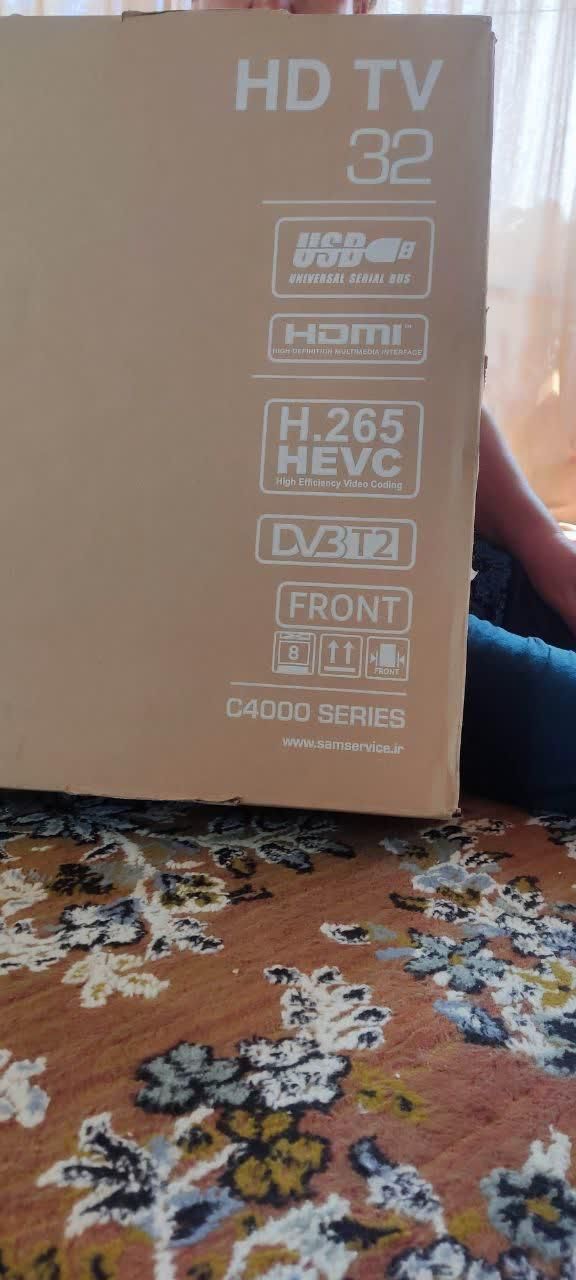 HD TV
32
USB
UNIVERSAL SERIAL BUS
HDMI™
HIGH-DEFINITION MULTIMEDIA INTERFACE
H.265
HEVC
High Efficiency Video Coding
DVB T2
FRONT
8
FRONT
C4000 SERIES
www.samservice.ir